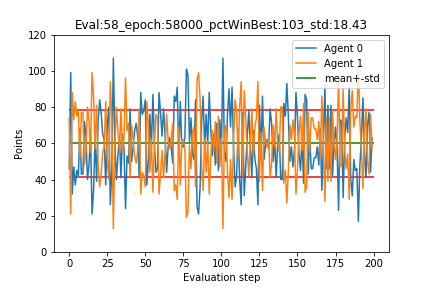 Eval:58_epoch:58000_pctWinBest:103_std:18.43
Points
120
100
80
60
40
20
0
Agent 0
Agent 1
mean+-std
0
25
50
75
100
125
150
175
200
Evaluation step